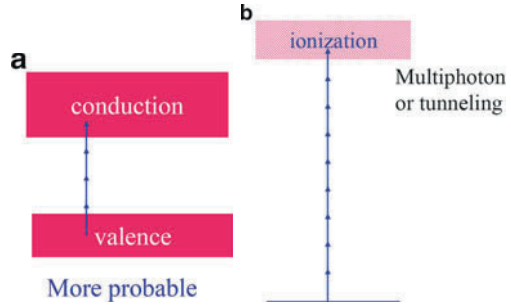 a
conduction
valence
More probable
b
ionization
Multiphoton
or tunneling